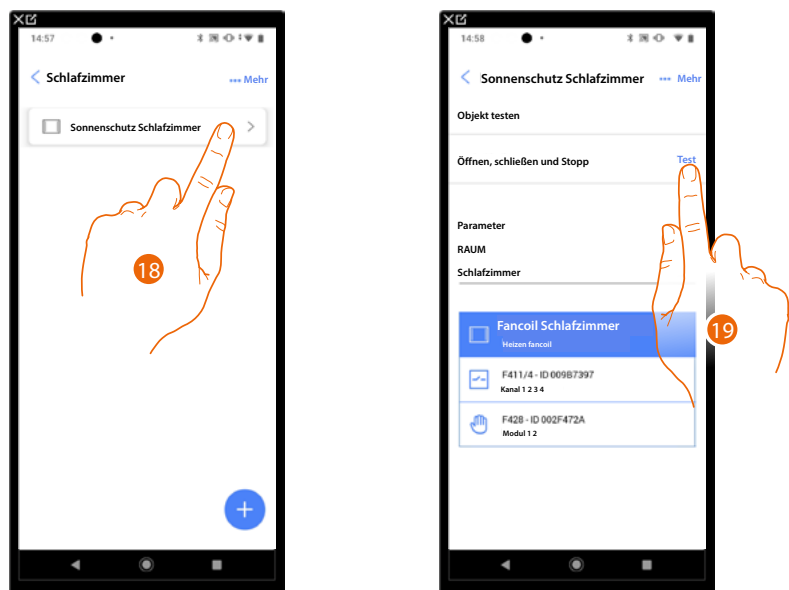 14:57
Schlafzimmer
Mehr
Sonnenschutz Schlafzimmer
18
14:58
Sonnenschutz Schlafzimmer
Mehr
Objekt testen
Öffnen, schließen und Stopp
Test
Parameter
RAUM
Schlafzimmer
Fancoil Schlafzimmer
Heizen fancoil
F411/4 - ID 009B7397
Kanal 1 2 3 4
F428 - ID 002F472A
Modul 1 2
19